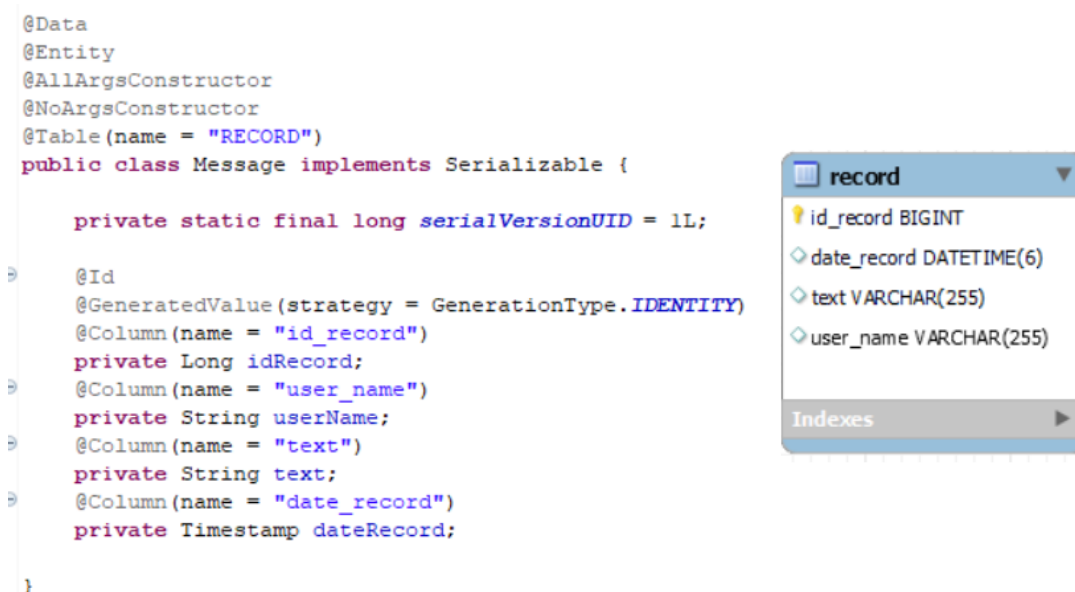 @Data
@Entity
@AllArgsConstructor
@NoArgsConstructor
@Table(name = "RECORD")
public class Message implements Serializable {
private static final long serialVersionUID = 1L;
@Id
@GeneratedValue(strategy = GenerationType.IDENTITY)
@Column(name = "id_record")
private Long idRecord;
@Column(name = "user_name")
private String userName;
@Column(name = "text")
private String text;
@Column(name = "date_record")
private Timestamp dateRecord;
}
record
id_record BIGINT
date_record DATETIME(6)
text VARCHAR(255)
user_name VARCHAR(255)
Indexes